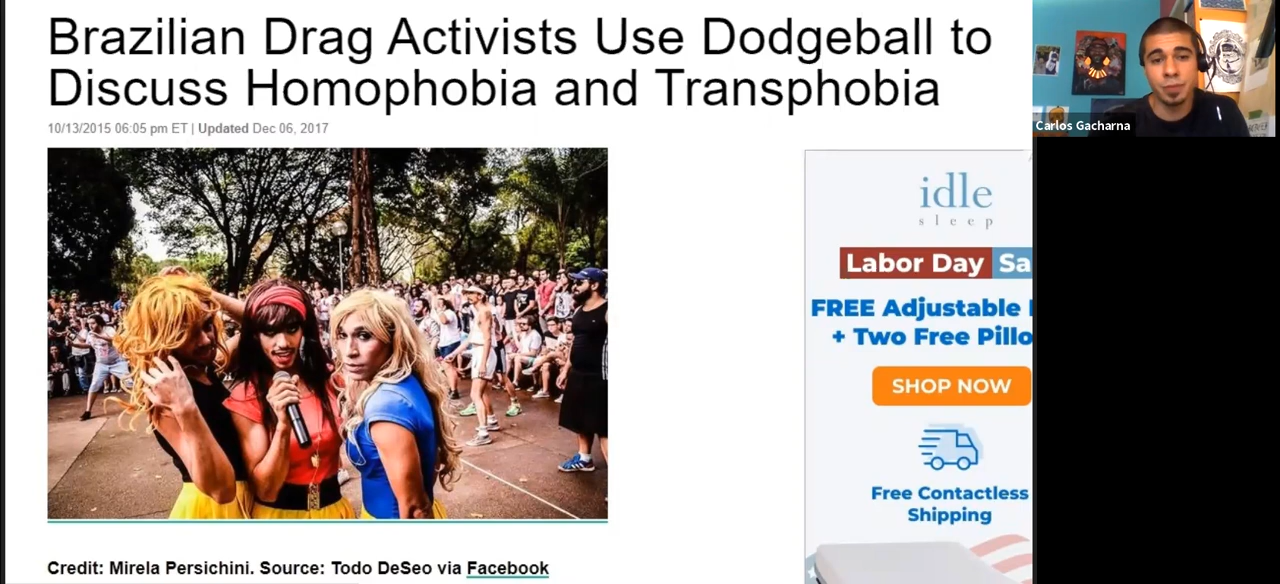 Brazilian Drag Activists Use Dodgeball to
Discuss Homophobia and Transphobia
10/13/2015 06:05 pm ET | Updated Dec 06, 2017
Credit: Mirela Persichini. Source: Todo DeSeo via Facebook
idle
sleep
Labor Day Sa
FREE Adjustable
+ Two Free Pillo
SHOP NOW
Free Contactless
Shipping
Carlos Gacharna